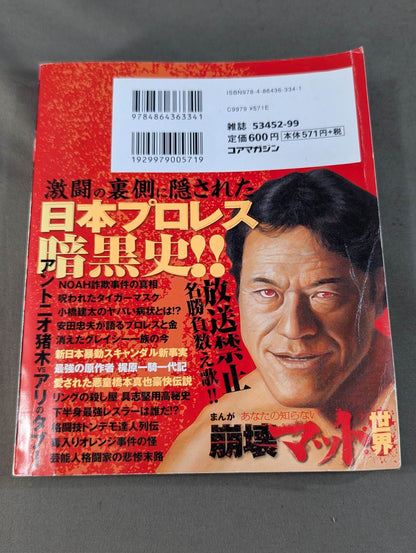 9784864363341
1929979005719
ISBN978-4-86436-334-1
C9979 ¥571E
雑誌 53452-99
定価600円 本体571円+税
コアマガジン
激闘の裏側に隠された
日本プロレス
暗黒史!!
アントニオ猪木vsアリのタブー
NOAH詐欺事件の真相
呪われたタイガーマスク
小橋建太のヤバい病状とは!?
安田忠夫が語るプロレスと金
消えたグレイシー一族の今
新日本暴動スキャンダル新事実
最強の原作者 梶原一騎一代記
愛された悪童橋本真也豪快伝説
リングの殺し屋 具志堅用高秘史
下半身最強レスラーは誰だ!?
格闘技トンデモ達人列伝
毒入りオレンジ事件の怪
芸能人格闘家の悲惨末路
放送禁止
名勝負数え歌!!
まんが あなたの知らない
崩壊マット世界